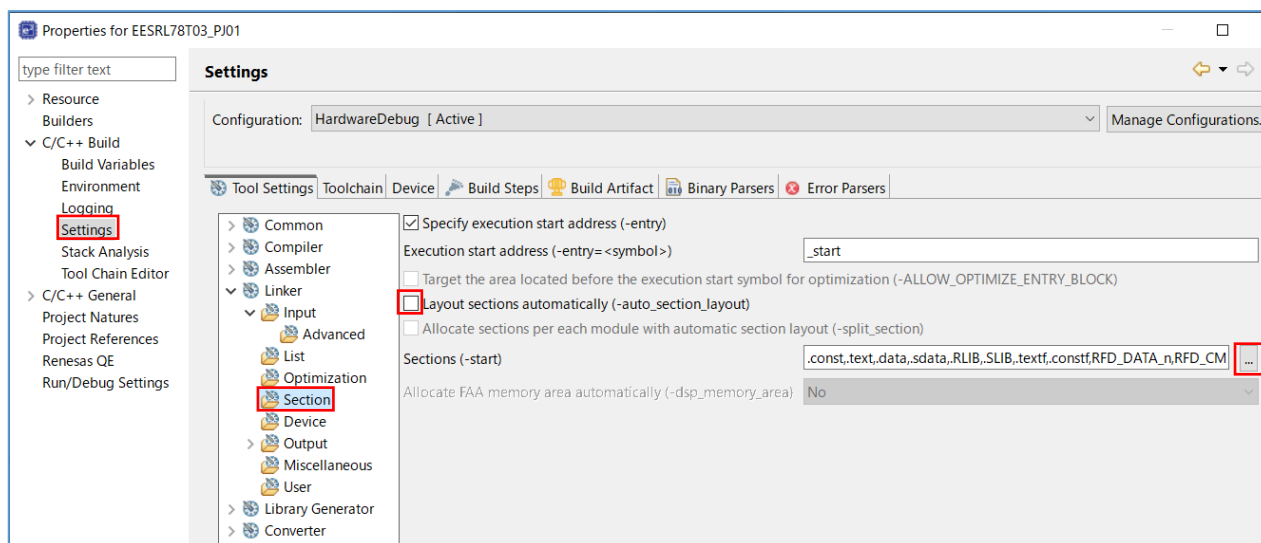 Properties for EESRL78T03_PJ01
type filter text
Resource
Builders
C/C++ Build
Build Variables
Environment
Logging
Settings
Stack Analysis
Tool Chain Editor
C/C++ General
Project Natures
Project References
Renesas QE
Run/Debug Settings
Settings
Configuration: HardwareDebug [ Active ] Manage Configurations.
Tool Settings Toolchain Device Build Steps Build Artifact Binary Parsers Error Parsers
Common
Compiler
Assembler
Linker
Input
Advanced
List
Optimization
Section
Device
Output
Miscellaneous
User
Library Generator
Converter
Specify execution start address (-entry)
Execution start address (-entry=<symbol>) _start
Target the area located before the execution start symbol for optimization (-ALLOW_OPTIMIZE_ENTRY_BLOCK)
Layout sections automatically (-auto_section_layout)
Allocate sections per each module with automatic section layout (-split_section)
Sections (-start) .const,.text,.data,.sdata,.RLIB,.SLIB,.textf,.constf,RFD_DATA_n,RFD_CM ...
Allocate FAA memory area automatically (-dsp_memory_area) No